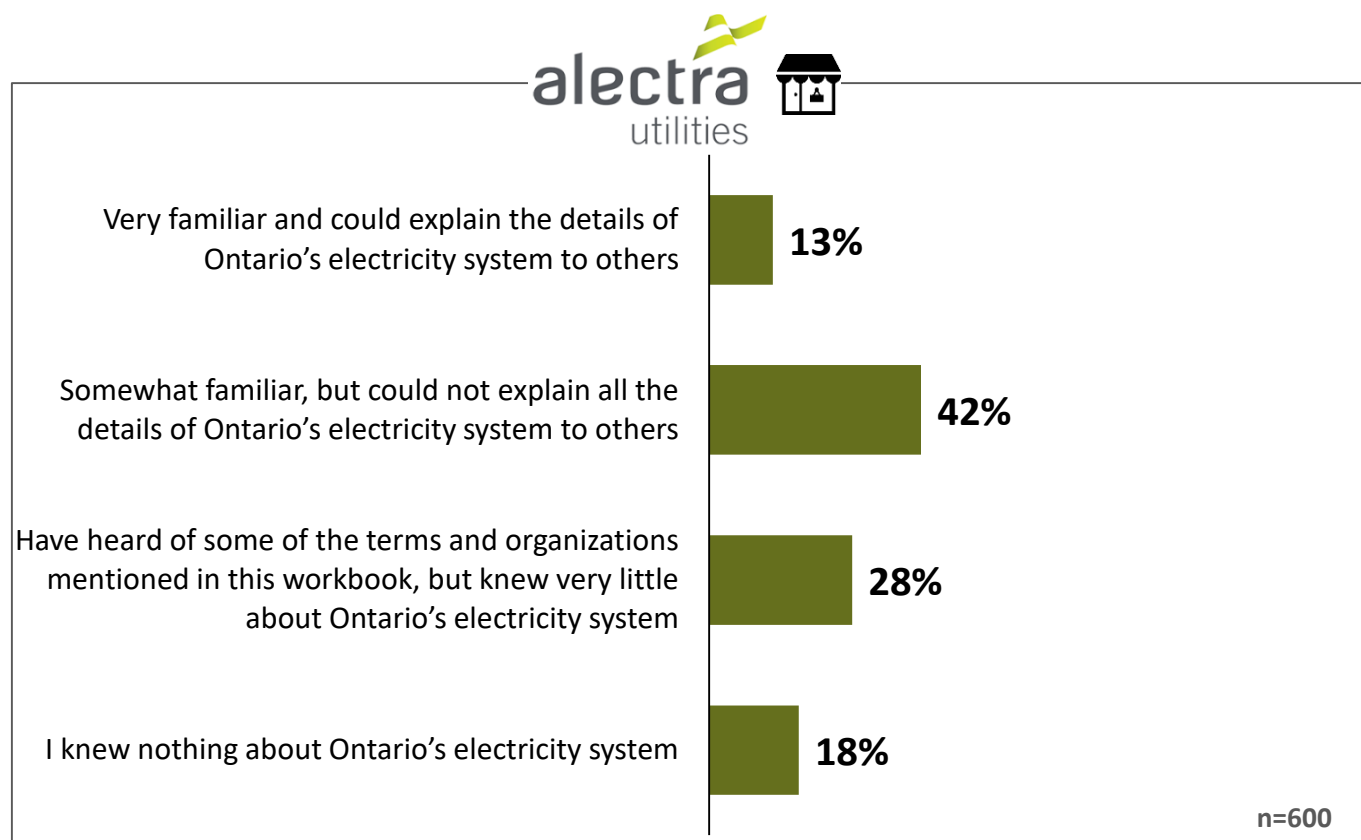 alectra
utilities
Very familiar and could explain the details of
Ontario’s electricity system to others
13%
Somewhat familiar, but could not explain all the
details of Ontario’s electricity system to others
42%
Have heard of some of the terms and organizations
mentioned in this workbook, but knew very little
about Ontario’s electricity system
28%
I knew nothing about Ontario’s electricity system
18%
n=600